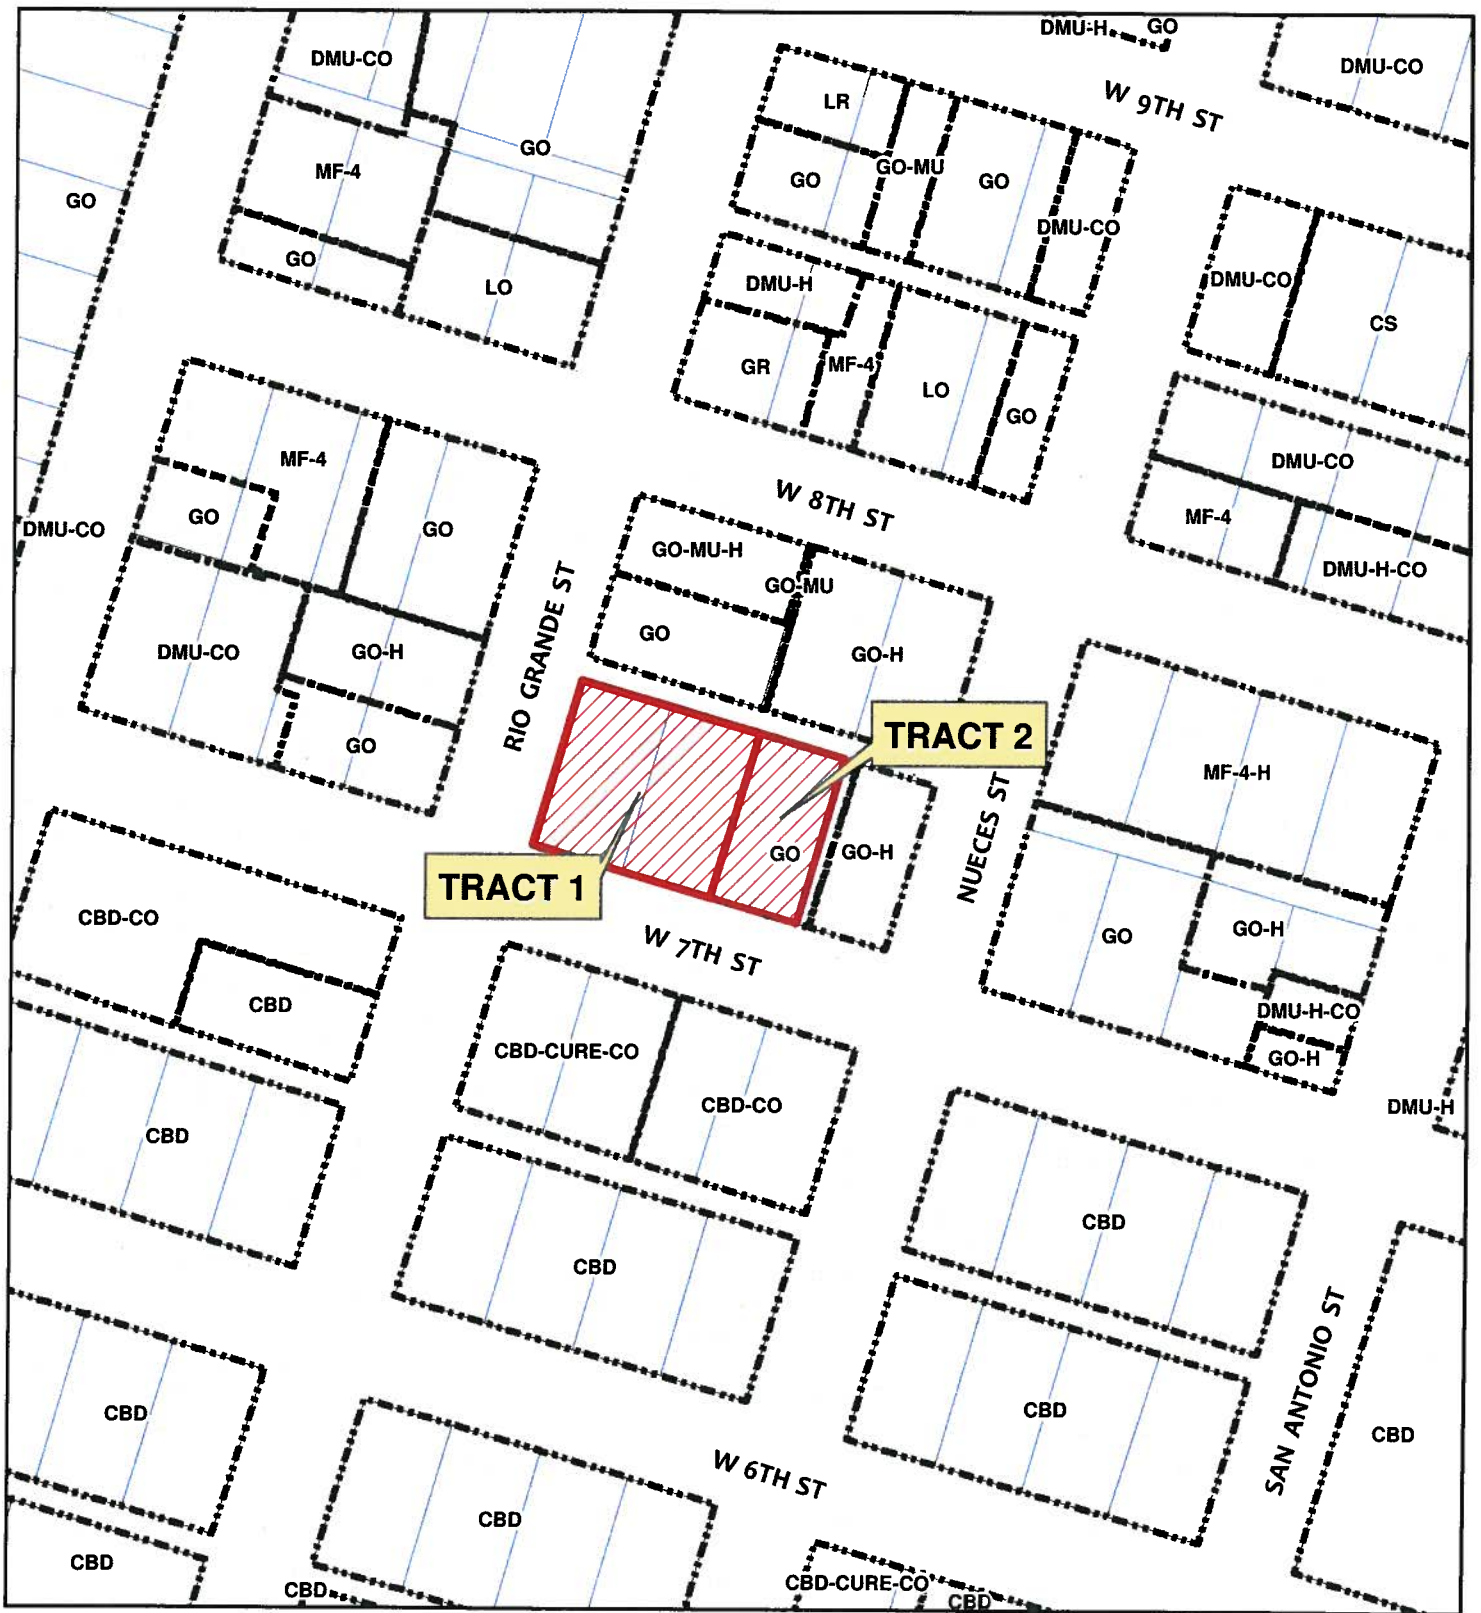 DMU-H
GO
DMU-CO
DMU-CO
LR
W 9TH ST
GO
MF-4
GO-MU
GO
GO
GO
DMU-CO
GO
LO
DMU-H
DMU-CO
CS
GR
MF-4
LO
GO
MF-4
DMU-CO
W 8TH ST
GO
GO
MF-4
DMU-CO
GO-MU-H
GO-MU
DMU-H-CO
RIO GRANDE ST
GO
GO-H
DMU-CO
GO-H
GO
TRACT 2
MF-4-H
NUECES ST
GO
GO-H
TRACT 1
CBD-CO
W 7TH ST
GO
GO-H
CBD
DMU-H-CO
CBD-CURE-CO
GO-H
CBD-CO
DMU-H
CBD
CBD
CBD
SAN ANTONIO ST
CBD
CBD
CBD
W 6TH ST
CBD
CBD
CBD
CBD-CURE-CO
CBD